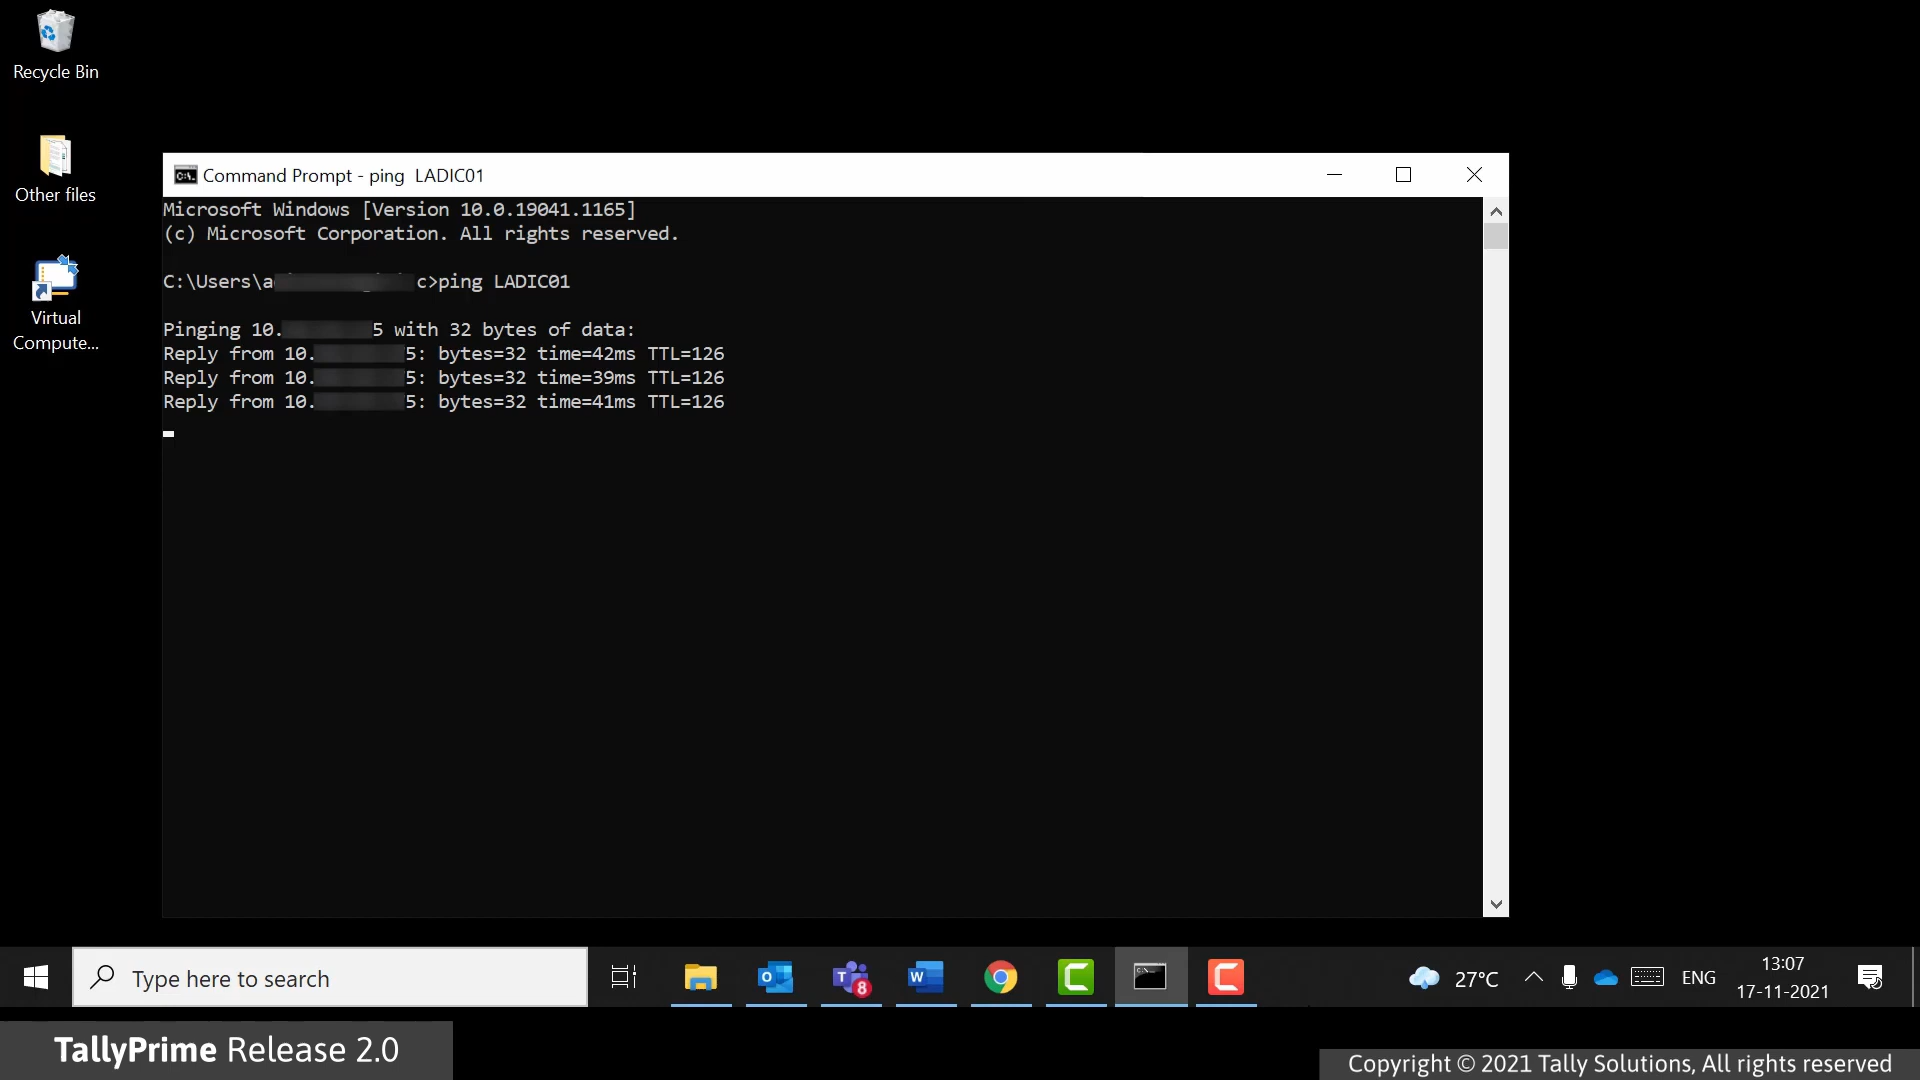 Recycle Bin
Other files
Virtual
Compute...
Command Prompt - ping  LADIC01
Microsoft Windows [Version 10.0.19041.1165]
(c) Microsoft Corporation. All rights reserved.
C:\Users\a c>ping LADIC01
Pinging 10. 5 with 32 bytes of data:
Reply from 10. 5: bytes=32 time=42ms TTL=126
Reply from 10. 5: bytes=32 time=39ms TTL=126
Reply from 10. 5: bytes=32 time=41ms TTL=126
Type here to search
8
27°C
ENG
13:07
17-11-2021
TallyPrime Release 2.0
Copyright © 2021 Tally Solutions, All rights reserved